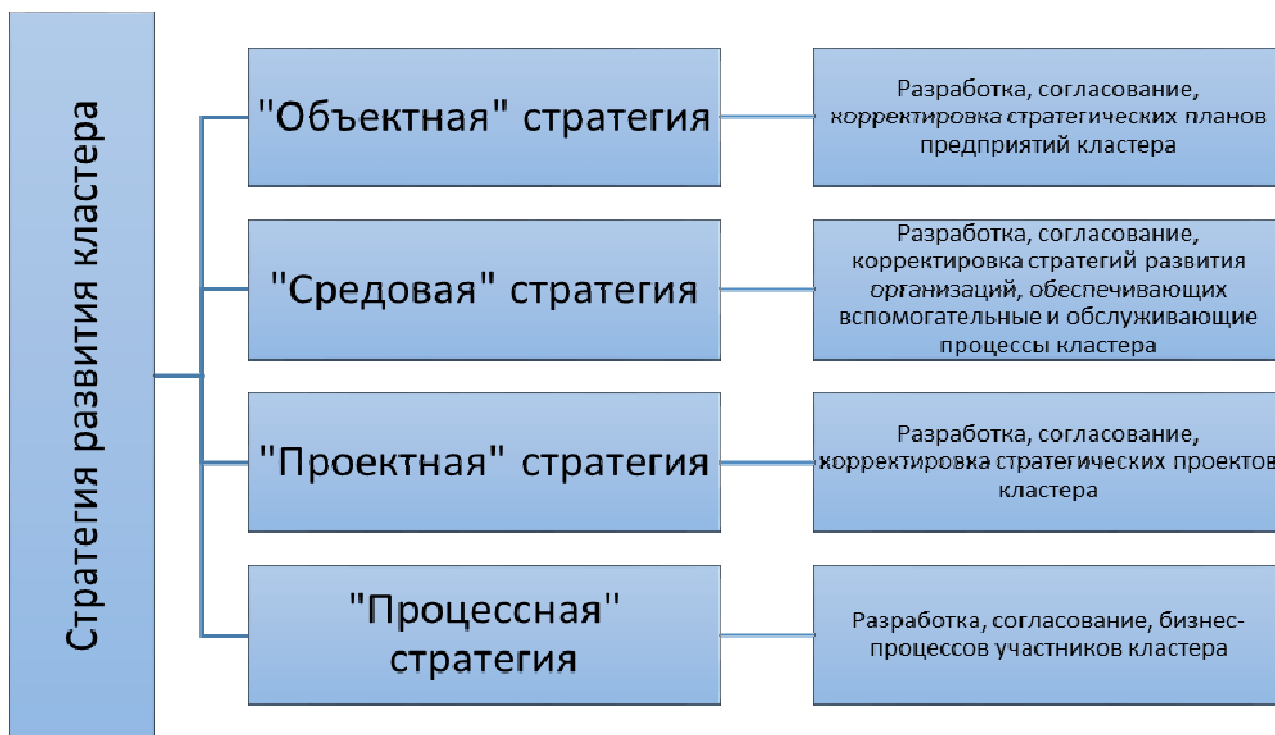 Стратегия развития кластера
"Объектная" стратегия
Разработка, согласование,
корректировка стратегических планов
предприятий кластера
"Средовая" стратегия
Разработка, согласование,
корректировка стратегий развития
организаций, обеспечивающих
вспомогательные и обслуживающие
процессы кластера
"Проектная" стратегия
Разработка, согласование,
корректировка стратегических проектов
кластера
"Процессная"
стратегия
Разработка, согласование, бизнес-
процессов участников кластера